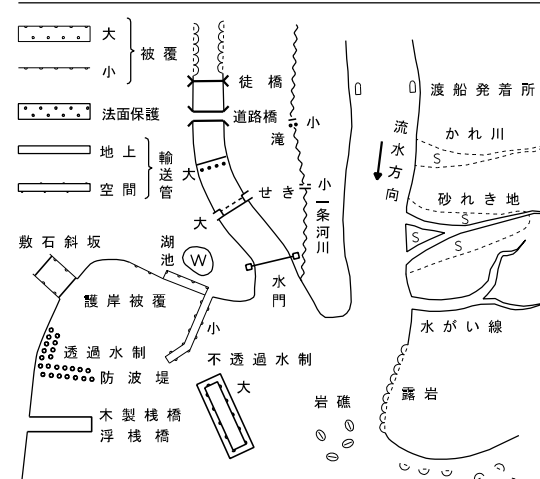 大
小
被覆
法面保護
地上
空間
輸送管
徒橋
道路橋
大
滝
小
せき
小
大
一条河川
水門
渡船発着所
流水方向
かれ川
S
砂れき地
S
S
S
水がい線
敷石斜坂
湖池
W
護岸被覆
小
透過水制
防波堤
不透過水制
大
木製桟橋
浮桟橋
岩礁
露岩